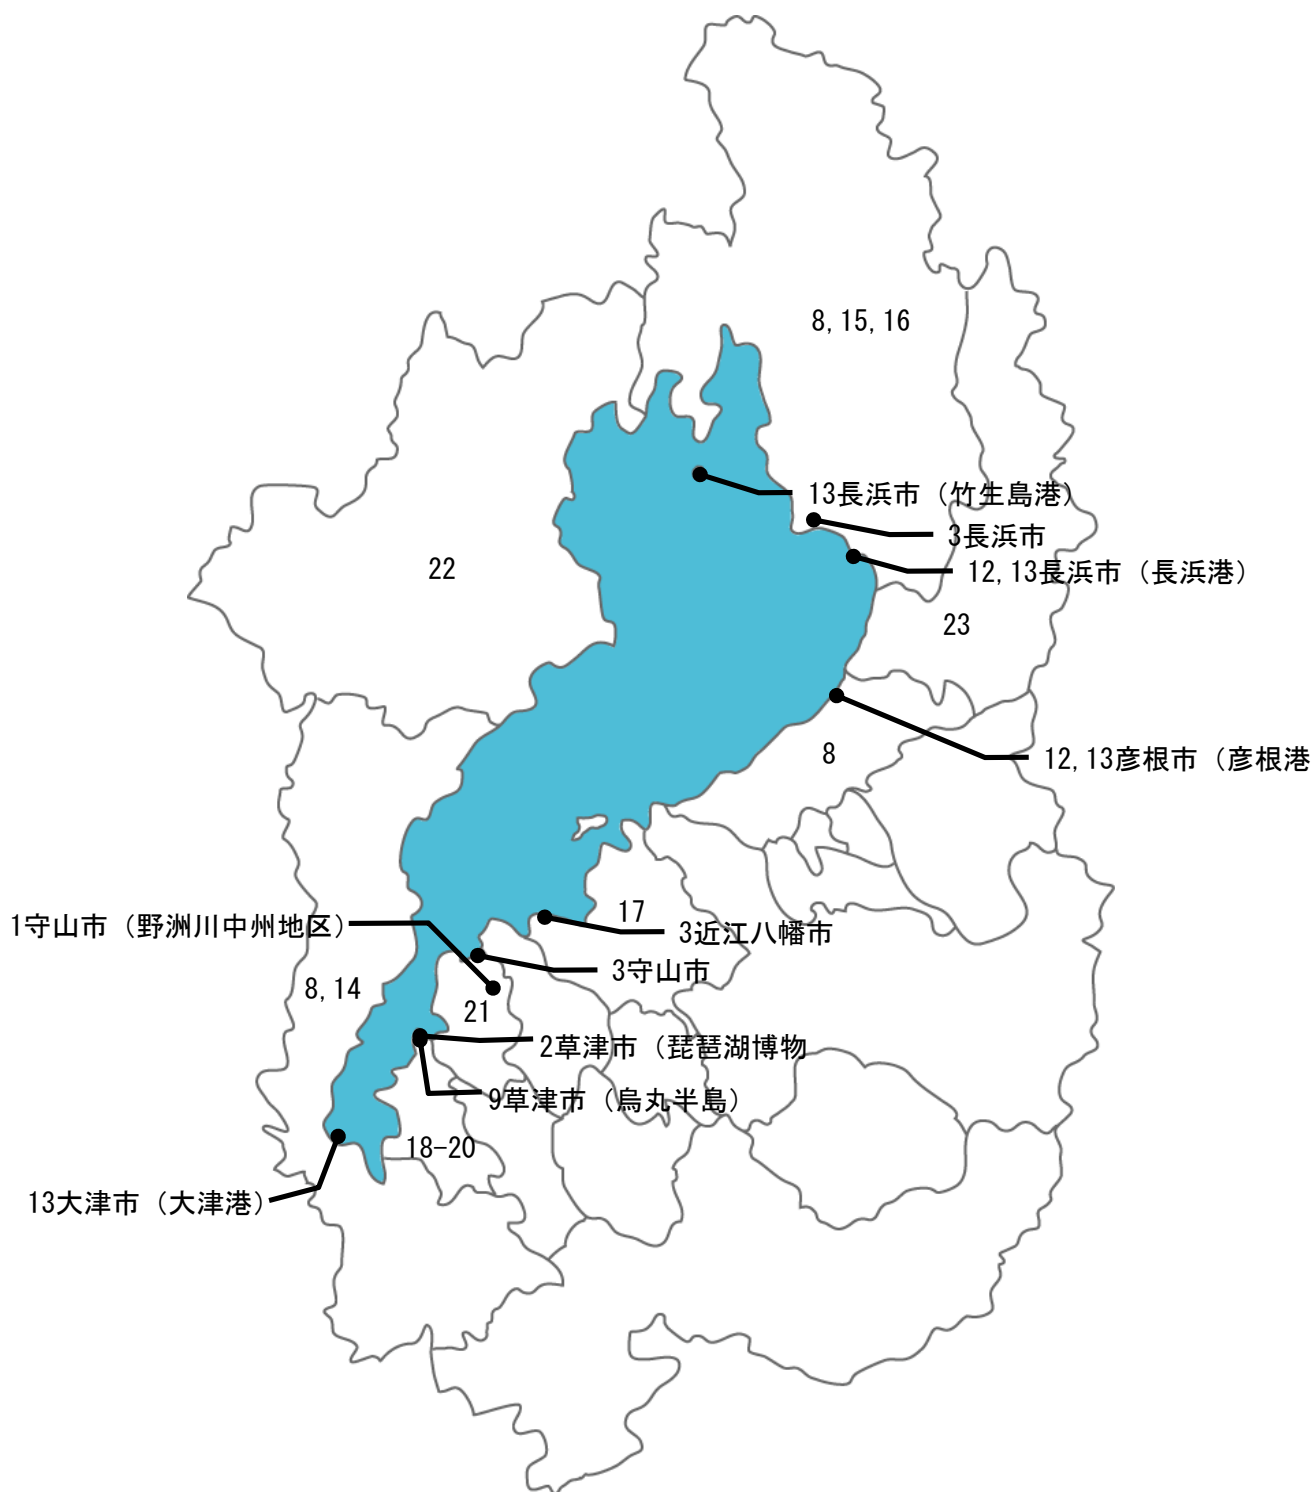 8,15,16
13長浜市（竹生島港）
3長浜市
22
12,13長浜市（長浜港）
23
8
12,13彦根市（彦根港
17
1守山市（野洲川中州地区）
3近江八幡市
3守山市
8,14
21
2草津市（琵琶湖博物
9草津市（烏丸半島）
18-20
13大津市（大津港）